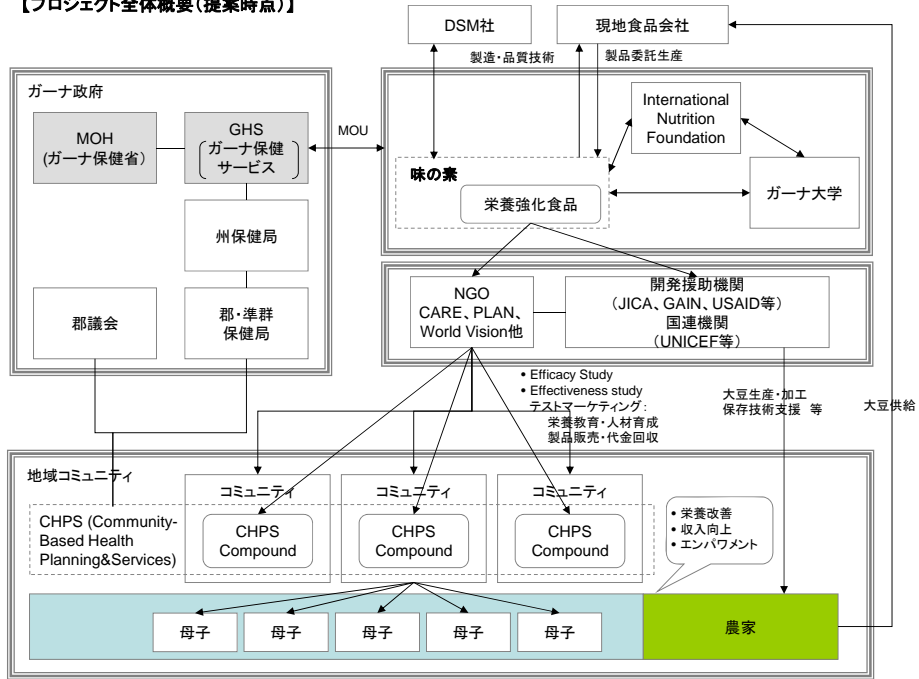 【プロジェクト全体概要(提案時点)】
DSM社
現地食品会社
製造・品質技術
製品委託生産
ガーナ政府
MOH
(ガーナ保健省)
GHS
ガーナ保健
サービス
MOU
International
Nutrition
Foundation
味の素
栄養強化食品
ガーナ大学
州保健局
郡議会
郡・準群
保健局
NGO
CARE、PLAN、
World Vision他
開発援助機関
(JICA、GAIN、USAID等)
国連機関
(UNICEF等)
• Efficacy Study
• Effectiveness study
テストマーケティング:
栄養教育・人材育成
製品販売・代金回収
大豆生産・加工
保存技術支援 等
大豆供給
地域コミュニティ
コミュニティ
コミュニティ
コミュニティ
CHPS (Community-
Based Health
Planning&Services)
CHPS
Compound
CHPS
Compound
CHPS
Compound
• 栄養改善
• 収入向上
• エンパワメント
母子
母子
母子
母子
母子
農家